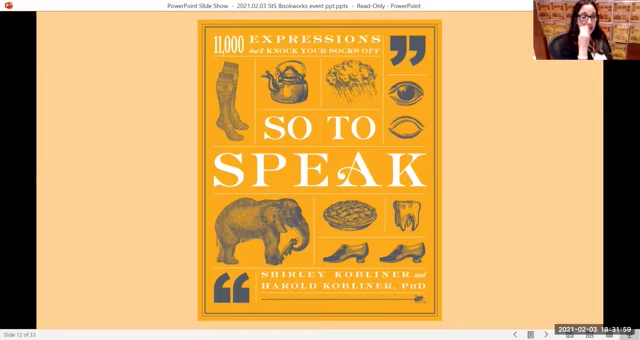 PowerPoint Slide Show - 2021.02.03 StS Bookworks event ppt.pptx - Read-Only - PowerPoint
11,000 EXPRESSIONS
that'll KNOCK YOUR SOCKS OFF
SO TO
SPEAK
SHIRLEY KOBLINER and
HAROLD KOBLINER, PHD
Slide 12 of 33
2021-02-03 18:31:59